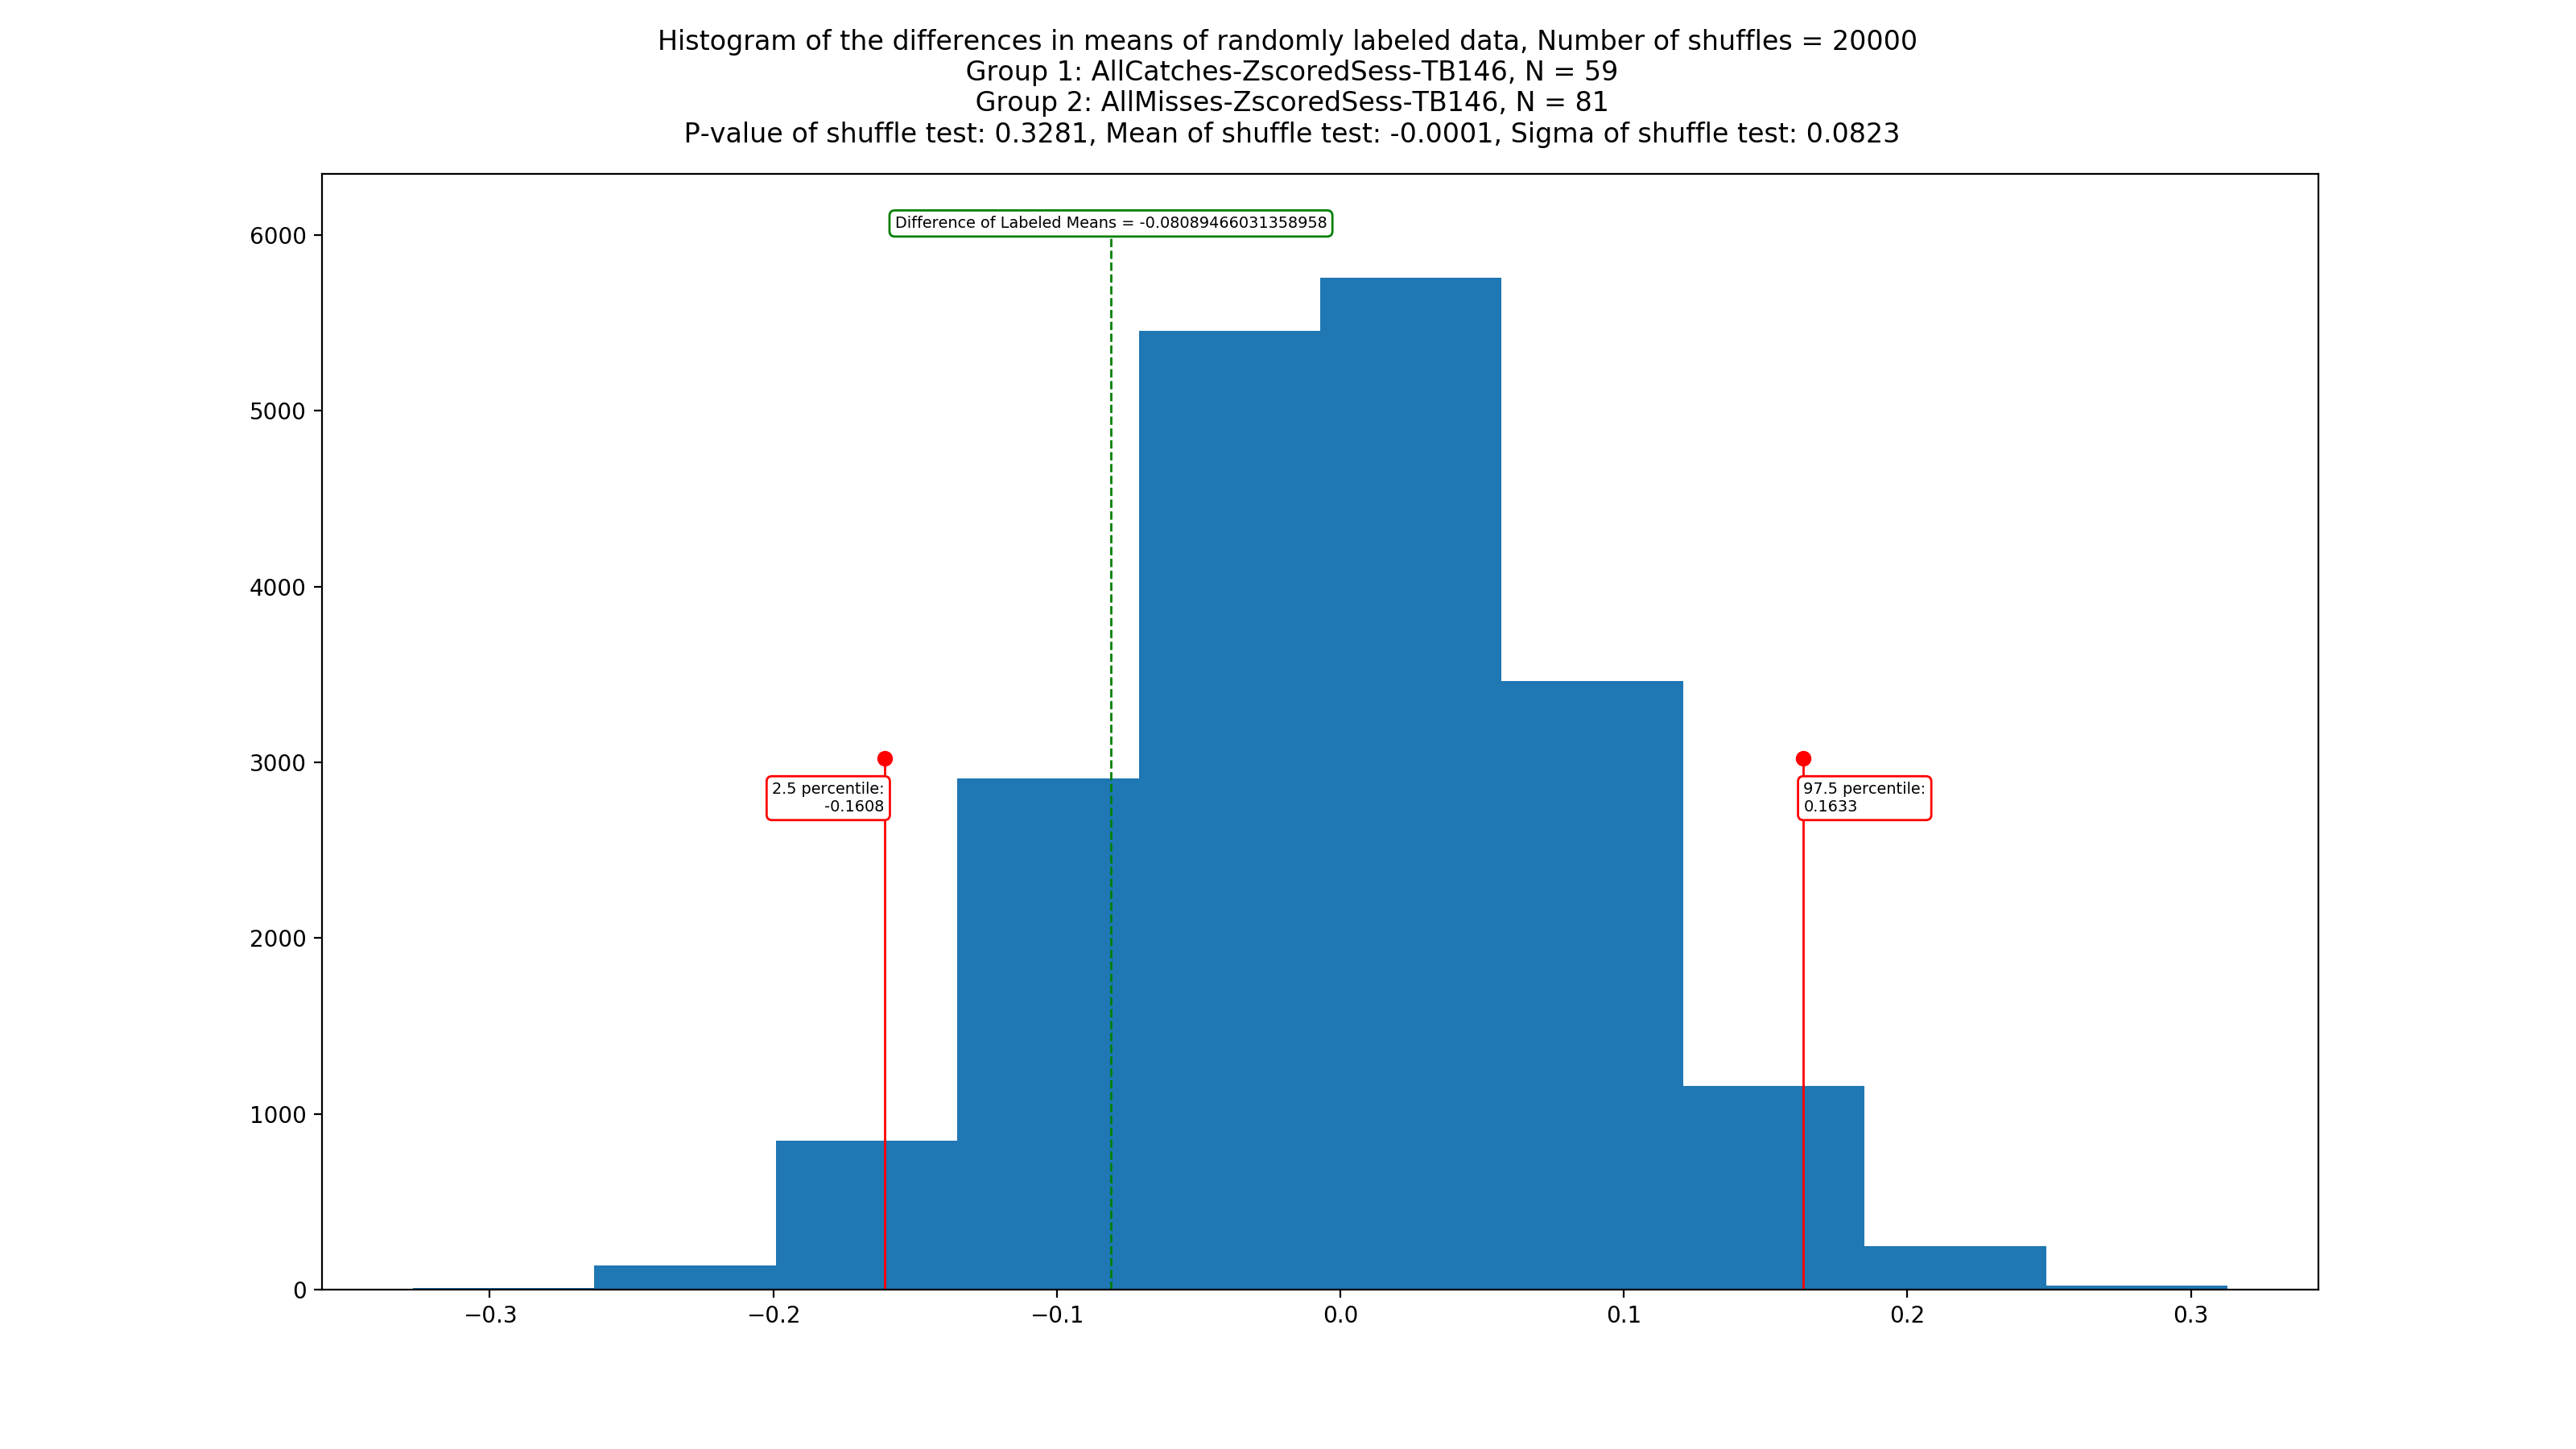 Histogram of the differences in means of randomly labeled data, Number of shuffles = 20000
Group 1: AllCatches-ZscoredSess-TB146, N = 59
Group 2: AllMisses-ZscoredSess-TB146, N = 81
P-value of shuffle test: 0.3281, Mean of shuffle test: -0.0001, Sigma of shuffle test: 0.0823
Difference of Labeled Means = -0.08089466031358958
6000
5000
4000
3000
2000
1000
0
2.5 percentile:
-0.1608
97.5 percentile:
0.1633
−0.3
−0.2
−0.1
0.0
0.1
0.2
0.3